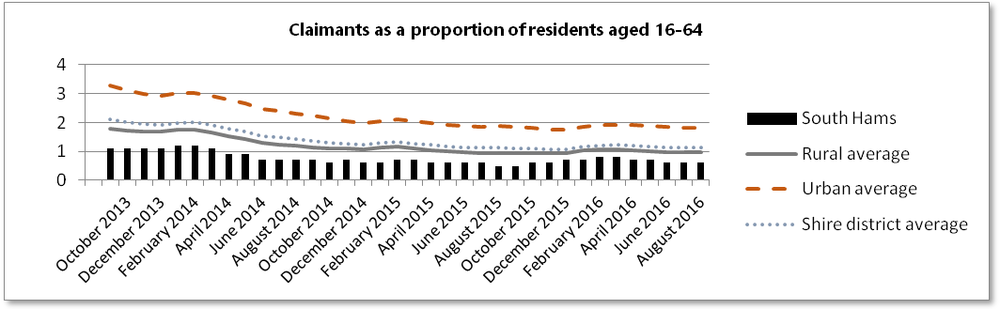 Claimants as a proportion of residents aged 16-64
4
3
2
1
0
October 2013
December 2013
February 2014
April 2014
June 2014
August 2014
October 2014
December 2014
February 2015
April 2015
June 2015
August 2015
October 2015
December 2015
February 2016
April 2016
June 2016
August 2016
South Hams
Rural average
Urban average
Shire district average